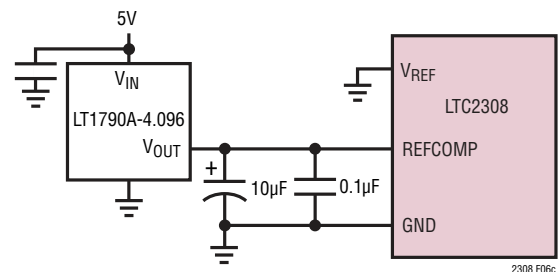 5V
VIN
LT1790A-4.096
VOUT
+
10µF
0.1µF
VREF
LTC2308
REFCOMP
GND
2308 F06c